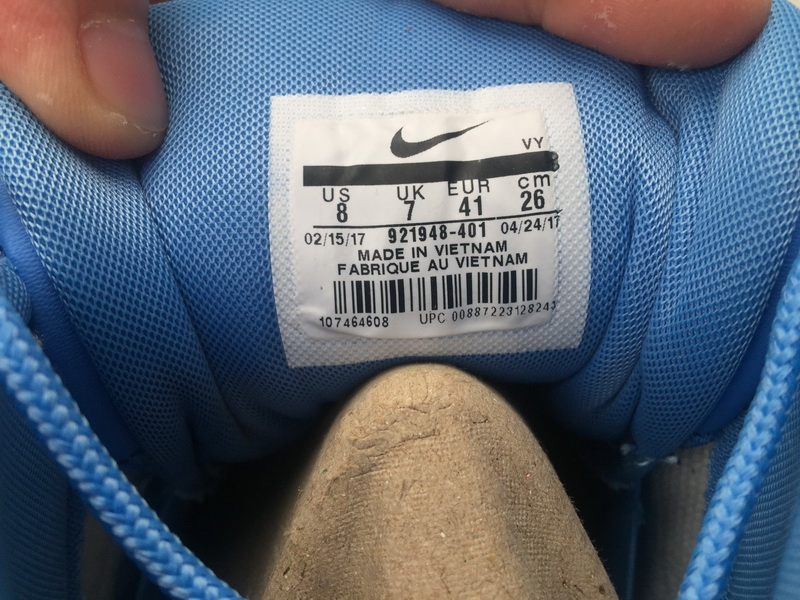 VY
US UK EUR cm
8 7 41 26
02/15/17 921948-401 04/24/17
MADE IN VIETNAM
FABRIQUE AU VIETNAM
107464608 UPC 00887223128243